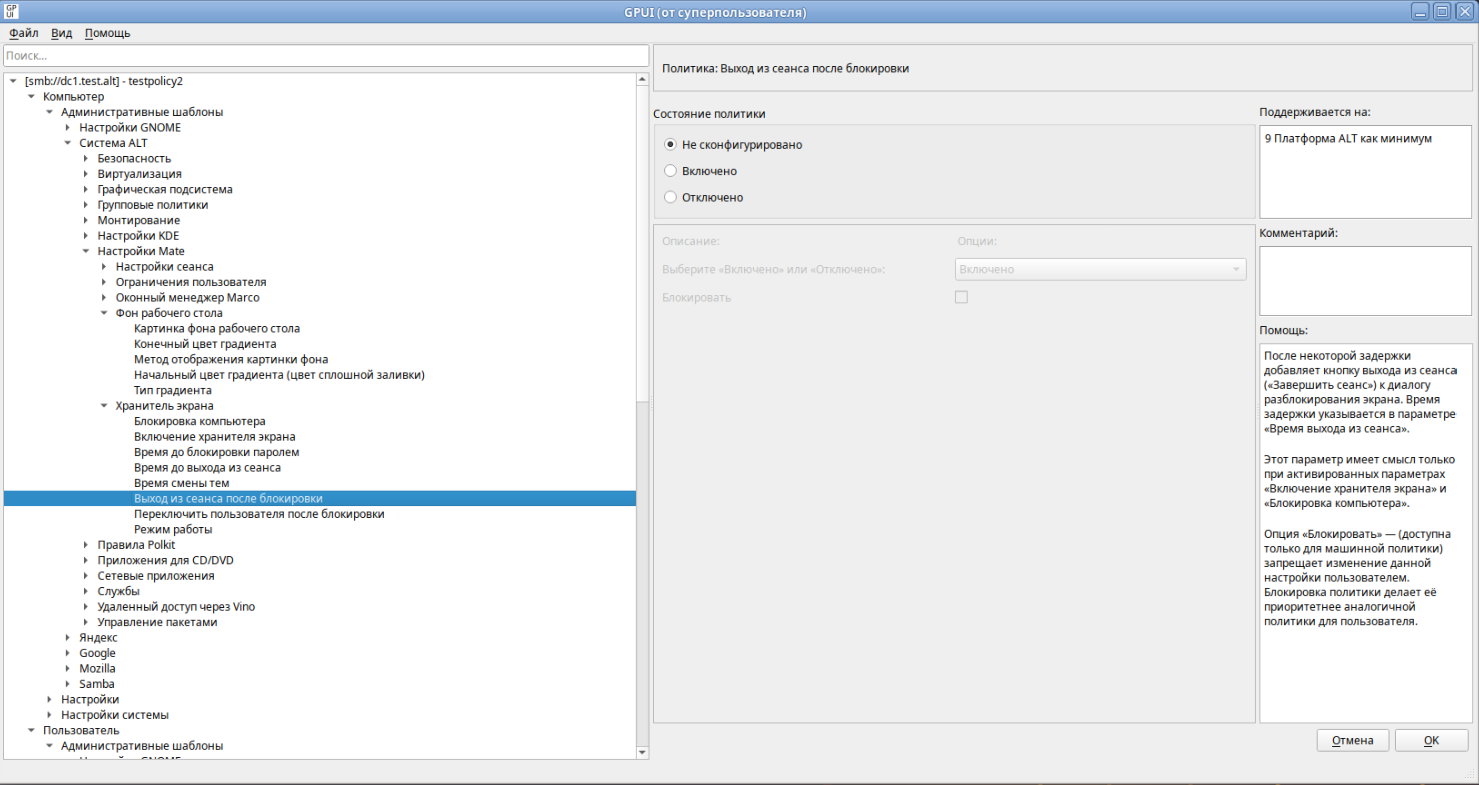 GP
UI
GPUI (от суперпользователя)
Файл Вид Помощь
Поиск...
[smb://dc1.test.alt] - testpolicy2
Компьютер
Административные шаблоны
Настройки GNOME
Система ALT
Безопасность
Виртуализация
Графическая подсистема
Групповые политики
Монтирование
Настройки KDE
Настройки Mate
Настройки сеанса
Ограничения пользователя
Оконный менеджер Marco
Фон рабочего стола
Картинка фона рабочего стола
Конечный цвет градиента
Метод отображения картинки фона
Начальный цвет градиента (цвет сплошной заливки)
Тип градиента
Хранитель экрана
Блокировка компьютера
Включение хранителя экрана
Время до блокировки паролем
Время до выхода из сеанса
Время смены тем
Выход из сеанса после блокировки
Переключить пользователя после блокировки
Режим работы
Правила Polkit
Приложения для CD/DVD
Сетевые приложения
Службы
Удаленный доступ через Vino
Управление пакетами
Яндекс
Google
Mozilla
Samba
Настройки
Настройки системы
Пользователь
Административные шаблоны
Политика: Выход из сеанса после блокировки
Состояние политики
Не сконфигурировано
Включено
Отключено
Описание: Опции:
Выберите «Включено» или «Отключено»: Включено
Блокировать
Поддерживается на:
9 Платформа ALT как минимум
Комментарий:
Помощь:
После некоторой задержки
добавляет кнопку выхода из сеанса
(«Завершить сеанс») к диалогу
разблокирования экрана. Время
задержки указывается в параметре
«Время выхода из сеанса».
Этот параметр имеет смысл только
при активированных параметрах
«Включение хранителя экрана» и
«Блокировка компьютера».
Опция «Блокировать» — (доступна
только для машинной политики)
запрещает изменение данной
настройки пользователем.
Блокировка политики делает её
приоритетнее аналогичной
политики для пользователя.
Отмена OK